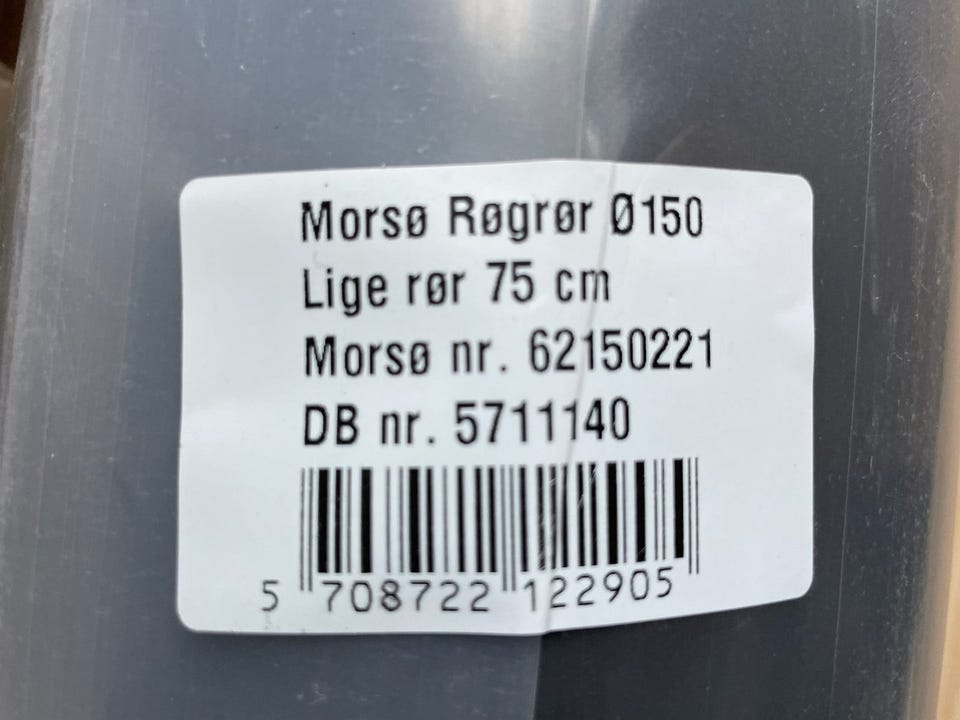 Morsø Røgrør Ø150
Lige rør 75 cm
Morsø nr. 62150221
DB nr. 5711140
5 708722 122905